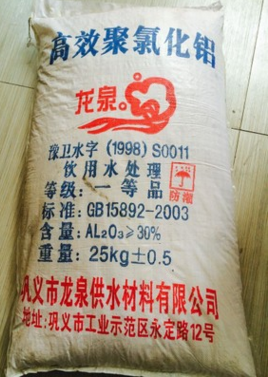 高效聚氯化铝
龙泉
豫卫水字(1998)S0011
饮用水处理
等级:一等品
防潮
标准:GB15892-2003
含量:AL₂O₃≥30%
重量:25kg±0.5
巩义市龙泉供水材料有限公司
地址:巩义市工业示范区永定路12号